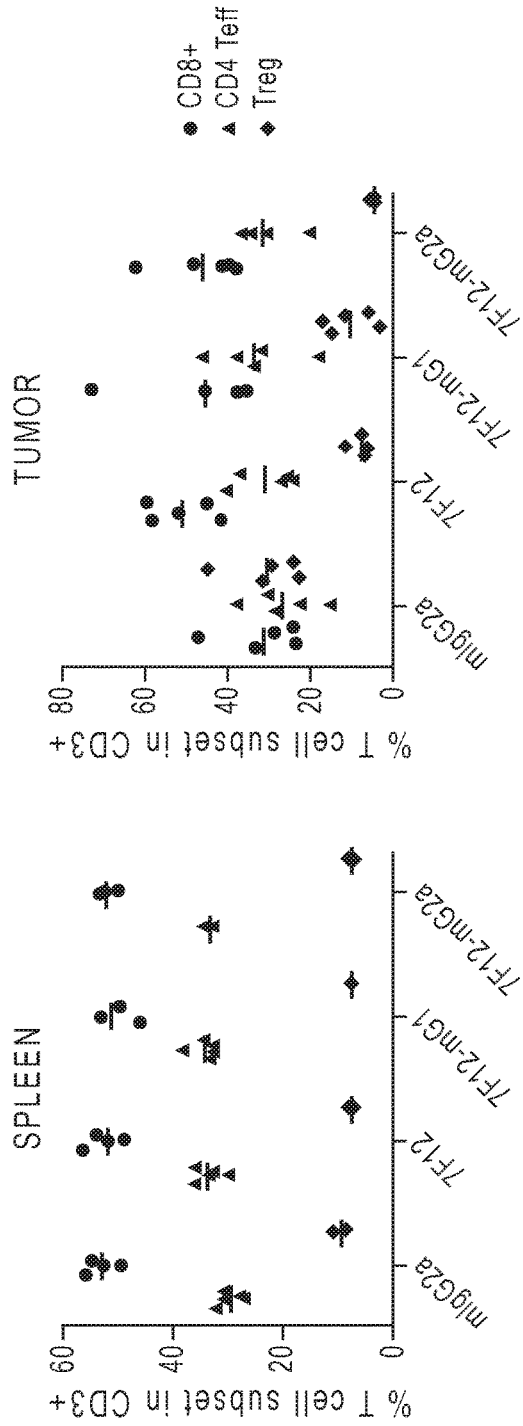 SPLEEN
% T cell subset in CD3+
60
40
20
0
mIgG2a
7F12
7F12-mG1
7F12-mG2a
TUMOR
% T cell subset in CD3+
80
60
40
20
0
mIgG2a
7F12
7F12-mG1
7F12-mG2a
CD8+
CD4 Teff
Treg